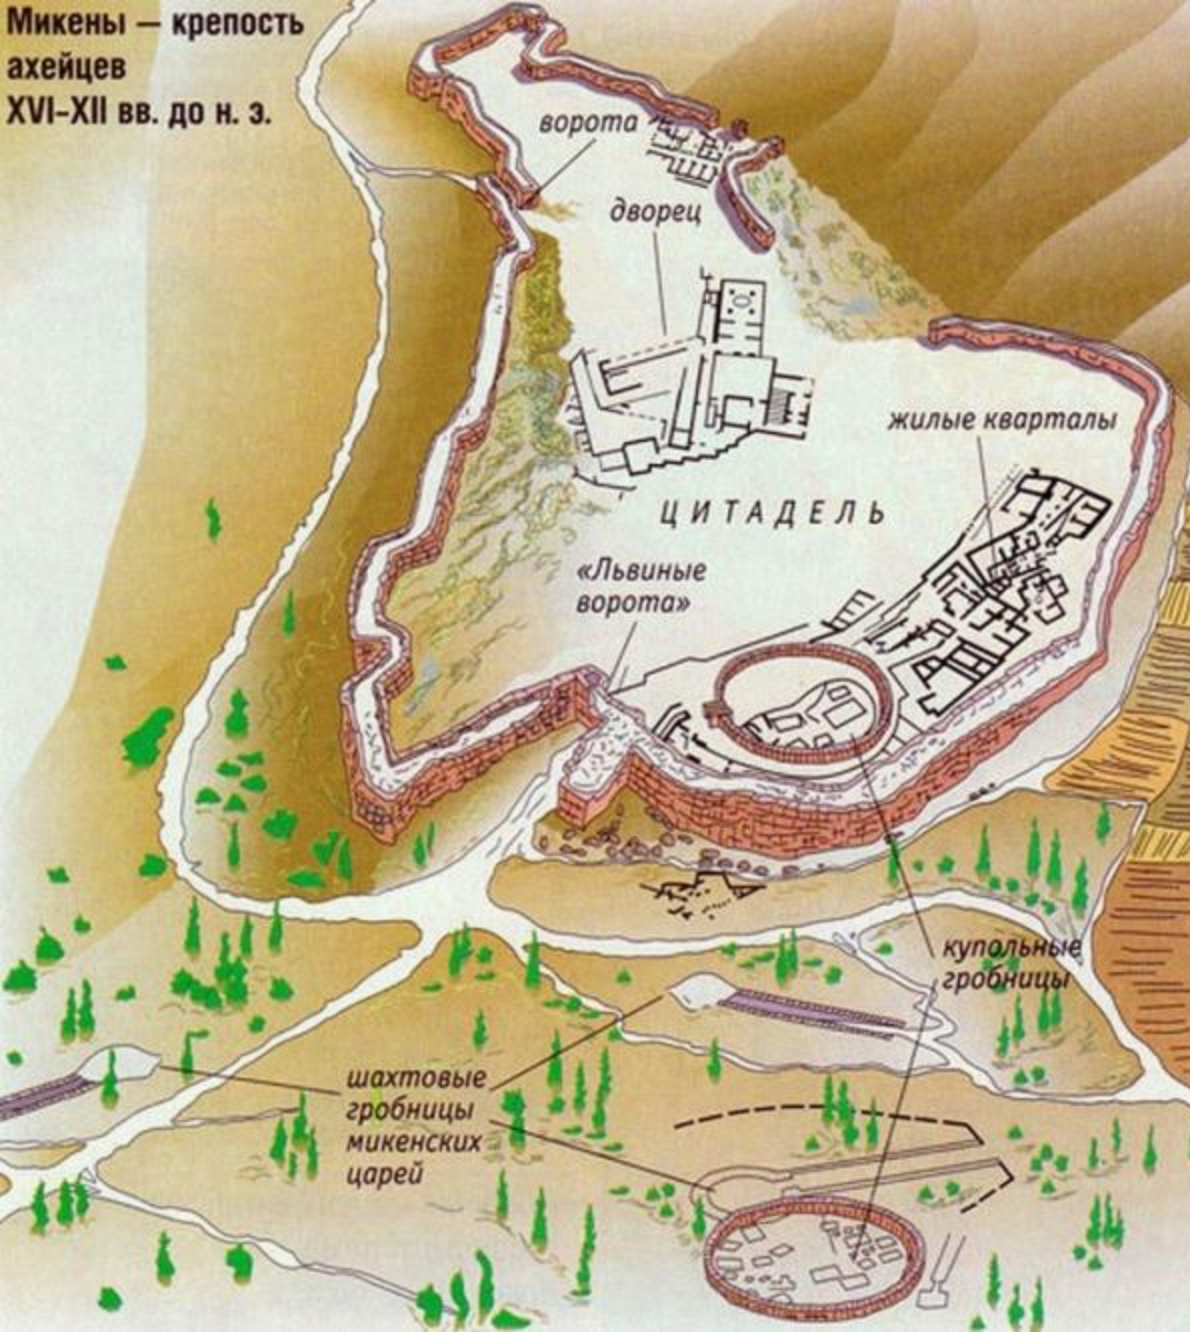 Микены — крепость
ахейцев
XVI–XII вв. до н. э.
ворота
дворец
жилые кварталы
ЦИТАДЕЛЬ
«Львиные
ворота»
купольные
гробницы
шахтовые
гробницы
микенских
царей